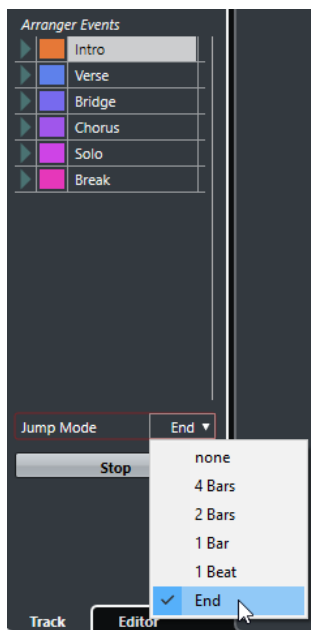 Arranger Events
Intro
Verse
Bridge
Chorus
Solo
Break
Jump Mode End
none
Stop
4 Bars
2 Bars
1 Bar
1 Beat
End
Track Editor